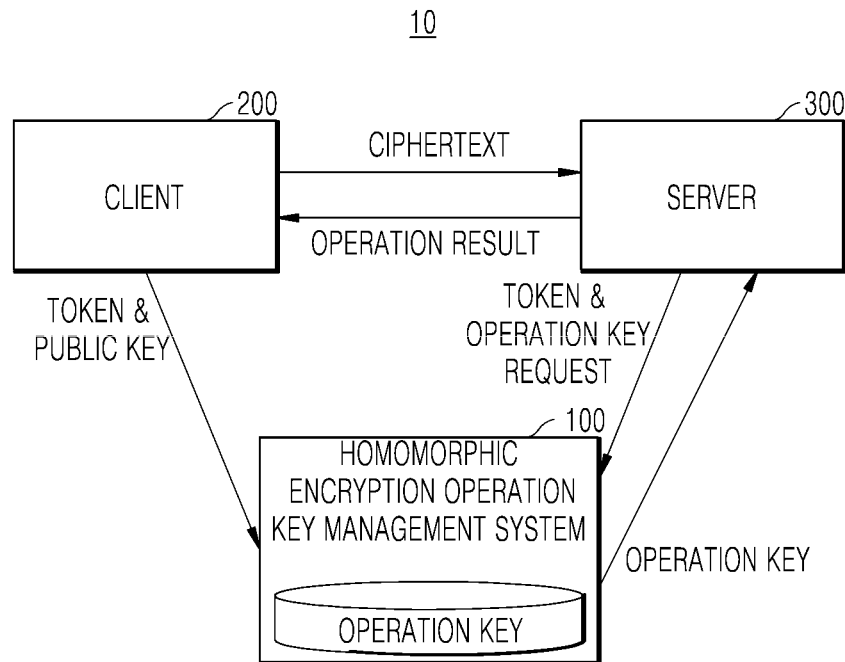 10
200
300
CLIENT
CIPHERTEXT
SERVER
OPERATION RESULT
TOKEN &
PUBLIC KEY
TOKEN &
OPERATION KEY
REQUEST
100
HOMOMORPHIC
ENCRYPTION OPERATION
KEY MANAGEMENT SYSTEM
OPERATION KEY
OPERATION KEY